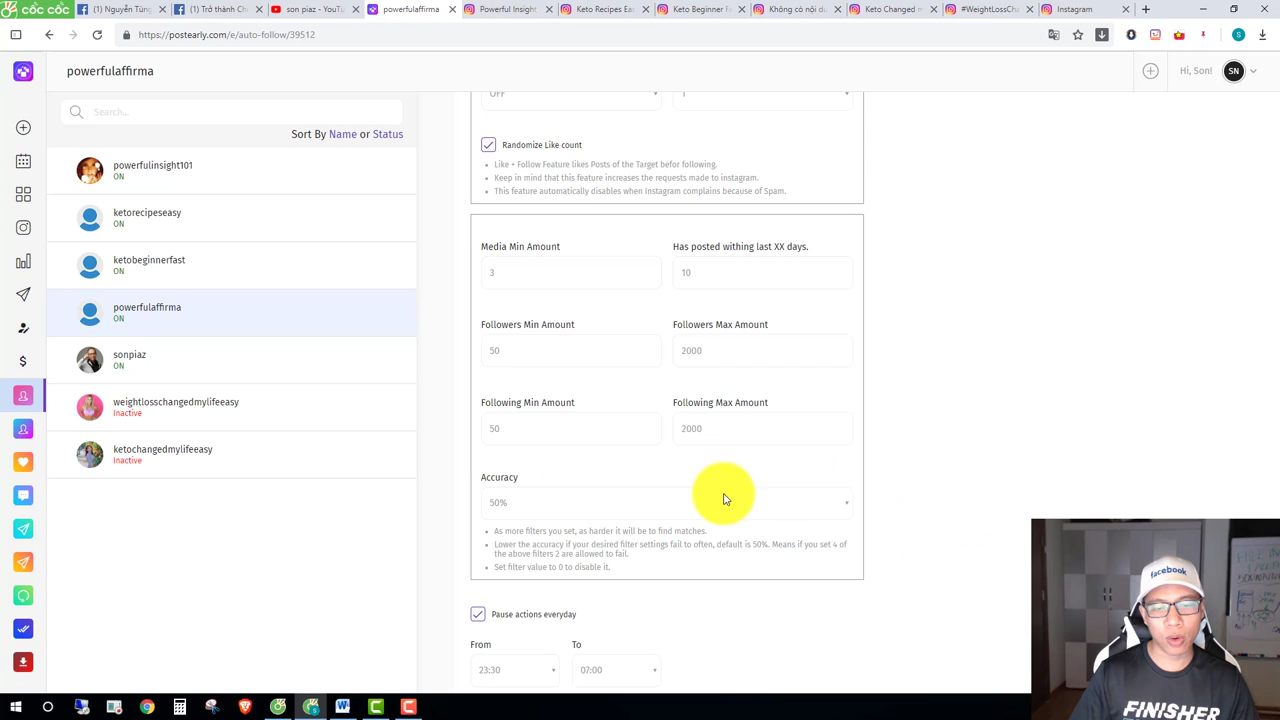 cốc cốc
(1) Nguyễn Tùng
(1) Trở thành Ch
son piaz - YouTu
powerfulaffirma
Powerful Insight
Keto Recipes Eas
Keto Beginner F
Không có nội du
Keto Changed m
#WeightLossCha
Instagram
https://postearly.com/e/auto-follow/39512
powerfulaffirma
Hi, Son!
SN
Search...
Sort By Name or Status
powerfulinsight101
ON
ketorecipeseasy
ON
ketobeginnerfast
ON
powerfulaffirma
ON
sonpiaz
ON
weightlosschangedmylifeeasy
Inactive
ketochangedmylifeeasy
Inactive
OFF
1
Randomize Like count
Like + Follow Feature likes Posts of the Target befor following.
Keep in mind that this feature increases the requests made to instagram.
This feature automatically disables when Instagram complains because of Spam.
Media Min Amount
Has posted withing last XX days.
3
10
Followers Min Amount
Followers Max Amount
50
2000
Following Min Amount
Following Max Amount
50
2000
Accuracy
50%
As more filters you set, as harder it will be to find matches.
Lower the accuracy if your desired filter settings fail to often, default is 50%. Means if you set 4 of
the above filters 2 are allowed to fail.
Set filter value to 0 to disable it.
Pause actions everyday
From
To
23:30
07:00
facebook
FINISHER